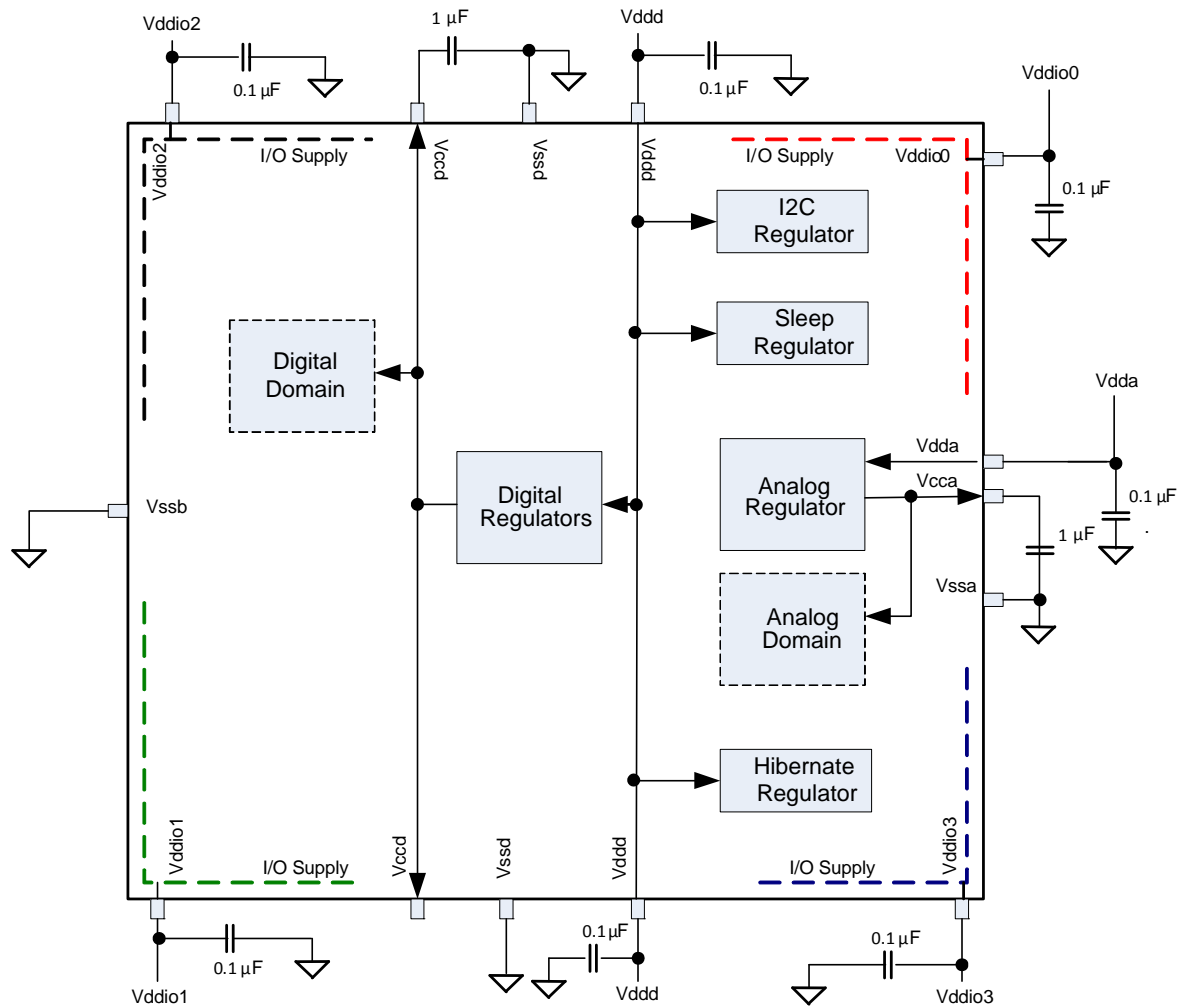 Vddio2
1 µF
Vddd
0.1 µF
0.1 µF
Vddio0
0.1 µF
Vddio2
I/O Supply
Vccd
Vssd
Vddd
I/O Supply
Vddio0
I2C
Regulator
Sleep
Regulator
Digital
Domain
Vdda
Vdda
Vcca
Analog
Regulator
Digital
Regulators
0.1 µF
.
1 µF
Vssb
Vssa
Analog
Domain
Hibernate
Regulator
Vddio1
I/O Supply
Vccd
Vssd
Vddd
I/O Supply
Vddio3
0.1 µF
0.1 µF
0.1 µF
Vddio1
Vddd
Vddio3